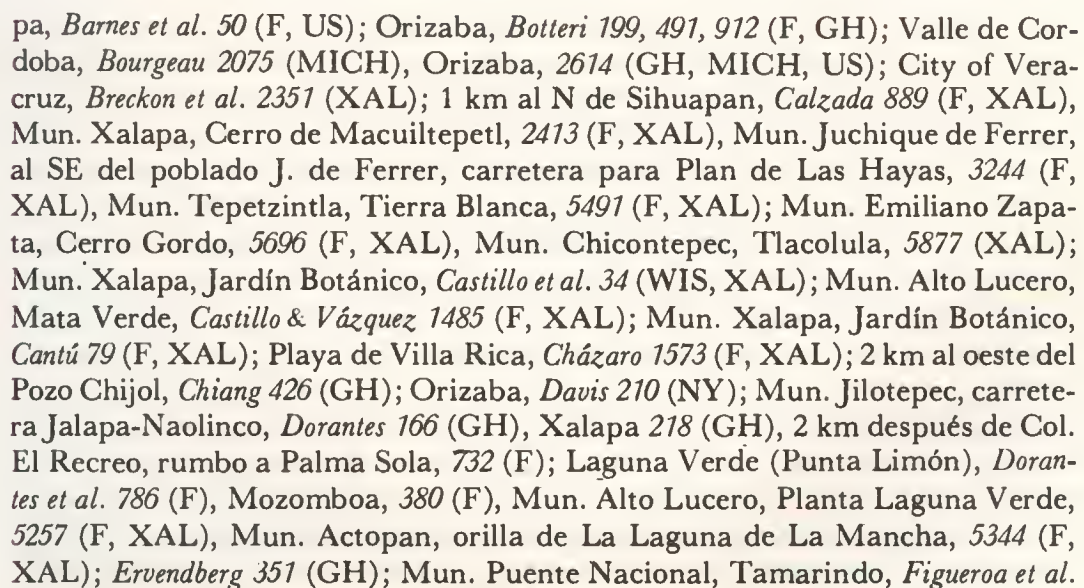 pa, Barnes et al. 50 (F, US); Orizaba, Botteri 199, 491, 912 (F, GH); Valle de Cor-
doba, Bourgeau 2075 (MICH), Orizaba, 2614 (GH, MICH, US); City of Vera-
cruz, Breckon et al. 2351 (XAL); 1 km al N de Sihuapan, Calzada 889 (F, XAL),
Mun. Xalapa, Cerro de Macuiltepetl, 2413 (F, XAL), Mun. Juchique de Ferrer,
al SE del poblado J. de Ferrer, carretera para Plan de Las Hayas, 3244 (F,
XAL), Mun. Tepetzintla, Tierra Blanca, 5491 (F, XAL); Mun. Emiliano Zapa-
ta, Cerro Gordo, 5696 (F, XAL), Mun. Chicontepec, Tlacolula, 5877 (XAL);
Mun. Xalapa, Jardín Botánico, Castillo et al. 34 (WIS, XAL); Mun. Alto Lucero,
Mata Verde, Castillo & Vázquez 1485 (F, XAL); Mun. Xalapa, Jardín Botánico,
Cantú 79 (F, XAL); Playa de Villa Rica, Cházaro 1573 (F, XAL); 2 km al oeste del
Pozo Chijol, Chiang 426 (GH); Orizaba, Davis 210 (NY); Mun. Jilotepec, carrete-
ra Jalapa-Naolinco, Dorantes 166 (GH), Xalapa 218 (GH), 2 km después de Col.
El Recreo, rumbo a Palma Sola, 732 (F); Laguna Verde (Punta Limón), Doran-
tes et al. 786 (F), Mozomboa, 380 (F), Mun. Alto Lucero, Planta Laguna Verde,
5257 (F, XAL), Mun. Actopan, orilla de La Laguna de La Mancha, 5344 (F,
XAL); Ervendberg 351 (GH); Mun. Puente Nacional, Tamarindo, Figueroa et al.